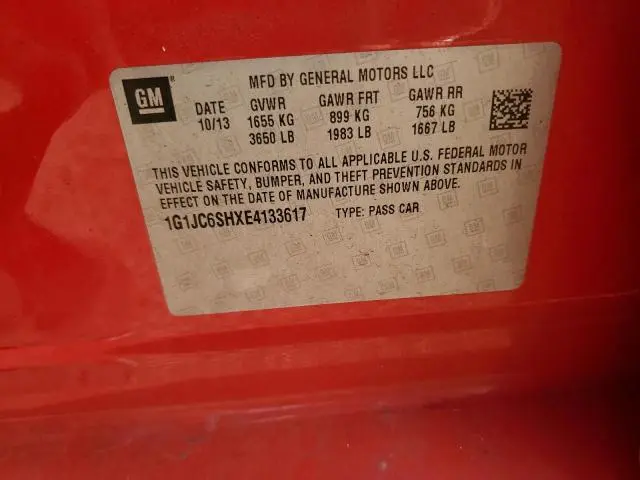 GM
MFD BY GENERAL MOTORS LLC
DATE GVWR GAWR FRT GAWR RR
10/13 1655 KG 899 KG 756 KG
3650 LB 1983 LB 1667 LB
THIS VEHICLE CONFORMS TO ALL APPLICABLE U.S. FEDERAL MOTOR
VEHICLE SAFETY, BUMPER, AND THEFT PREVENTION STANDARDS IN
EFFECT ON THE DATE OF MANUFACTURE SHOWN ABOVE.
1G1JC6SHXE4133617 TYPE: PASS CAR